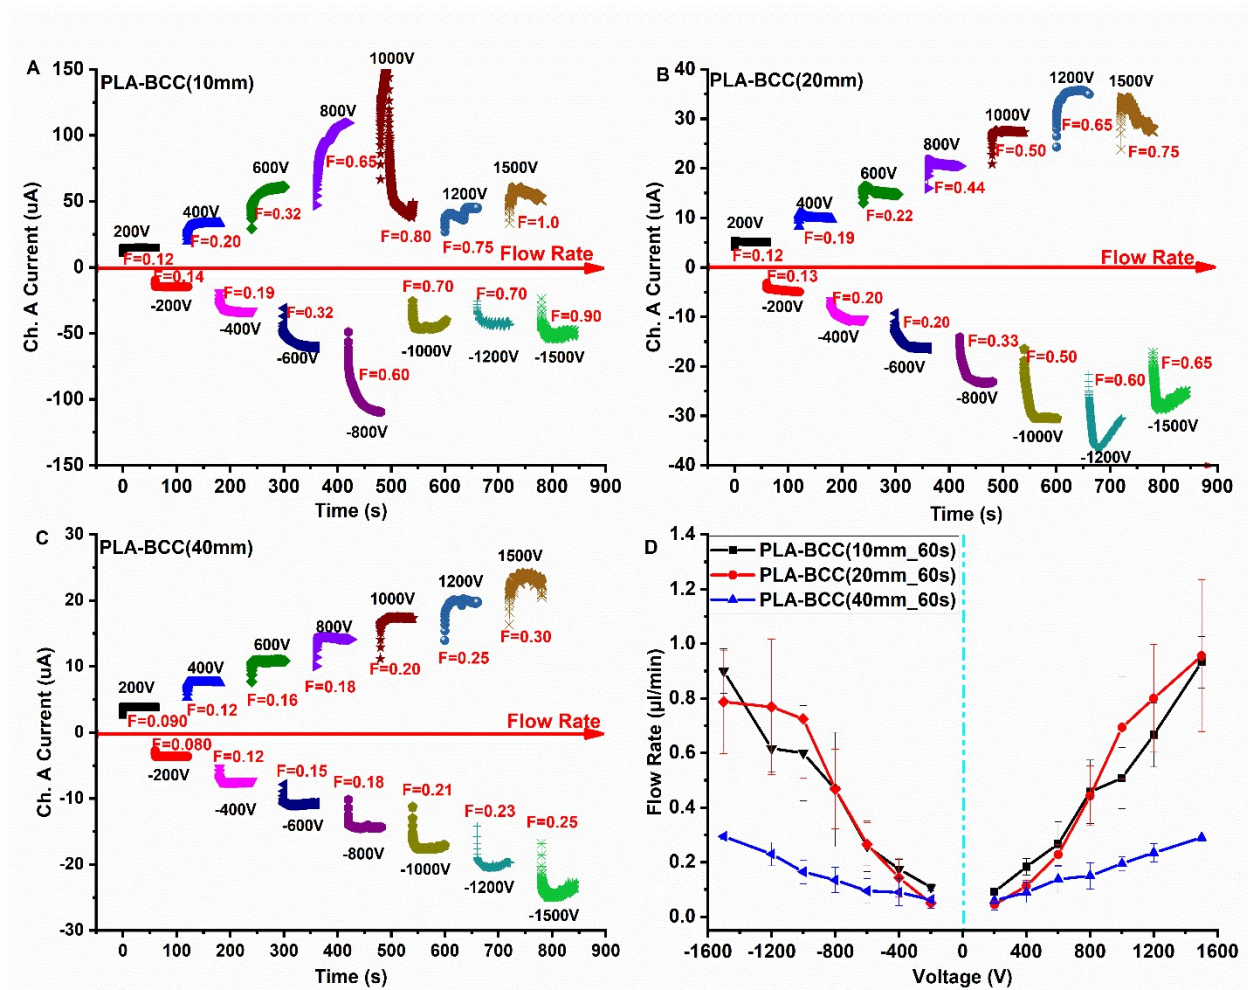 A
PLA-BCC(10mm)
Ch. A Current (uA)
150
100
50
0
-50
-100
-150
200V
F=0.12
400V
F=0.20
600V
F=0.32
800V
F=0.65
1000V
F=0.80
1200V
F=0.75
1500V
F=1.0
Flow Rate
F=0.14
-200V
F=0.19
-400V
F=0.32
-600V
F=0.60
-800V
F=0.70
-1000V
F=0.70
-1200V
F=0.90
-1500V
0 100 200 300 400 500 600 700 800 900
Time (s)
B
PLA-BCC(20mm)
Ch. A Current (uA)
40
30
20
10
0
-10
-20
-30
-40
200V
F=0.12
400V
F=0.19
600V
F=0.22
800V
F=0.44
1000V
F=0.50
1200V
F=0.65
1500V
F=0.75
Flow Rate
F=0.13
-200V
F=0.20
-400V
F=0.20
-600V
F=0.33
-800V
F=0.50
-1000V
F=0.60
-1200V
F=0.65
-1500V
0 100 200 300 400 500 600 700 800 900
Time (s)
C
PLA-BCC(40mm)
Ch. A Current (uA)
30
20
10
0
-10
-20
-30
200V
F=0.090
400V
F=0.12
600V
F=0.16
800V
F=0.18
1000V
F=0.20
1200V
F=0.25
1500V
F=0.30
Flow Rate
F=0.080
-200V
F=0.12
-400V
F=0.15
-600V
F=0.18
-800V
F=0.21
-1000V
F=0.23
-1200V
F=0.25
-1500V
0 100 200 300 400 500 600 700 800 900
Time (s)
D
PLA-BCC(10mm_60s)
PLA-BCC(20mm_60s)
PLA-BCC(40mm_60s)
Flow Rate (µl/min)
1.4
1.2
1.0
0.8
0.6
0.4
0.2
0.0
-1600 -1200 -800 -400 0 400 800 1200 1600
Voltage (V)